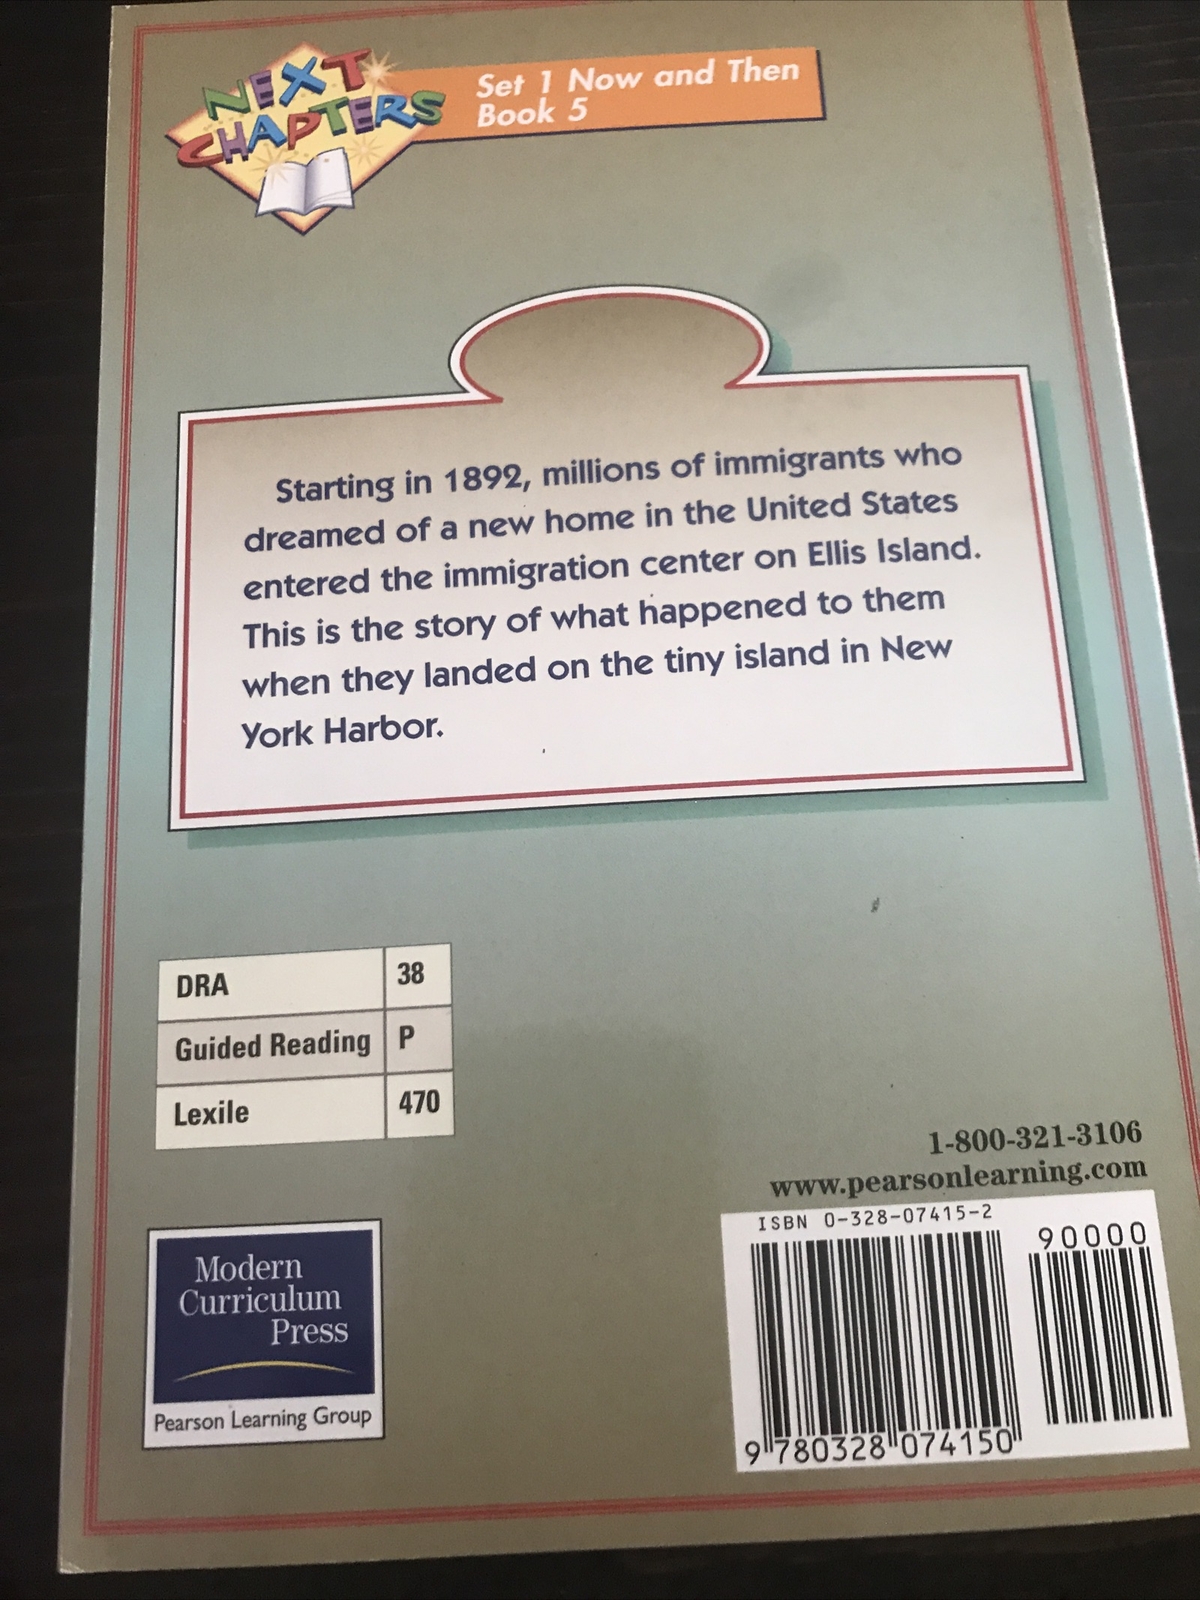 NEXT
CHAPTERS
Set 1 Now and Then
Book 5
Starting in 1892, millions of immigrants who
dreamed of a new home in the United States
entered the immigration center on Ellis Island.
This is the story of what happened to them
when they landed on the tiny island in New
York Harbor.
DRA 38
Guided Reading P
Lexile 470
1-800-321-3106
www.pearsonlearning.com
ISBN 0-328-07415-2
90000
9 780328 074150
Modern
Curriculum
Press
Pearson Learning Group